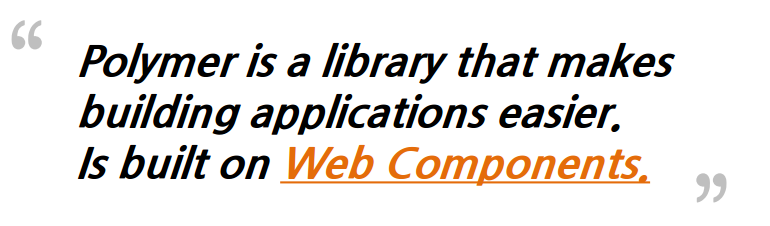 “
Polymer is a library that makes
building applications easier.
Is built on Web Components.
”